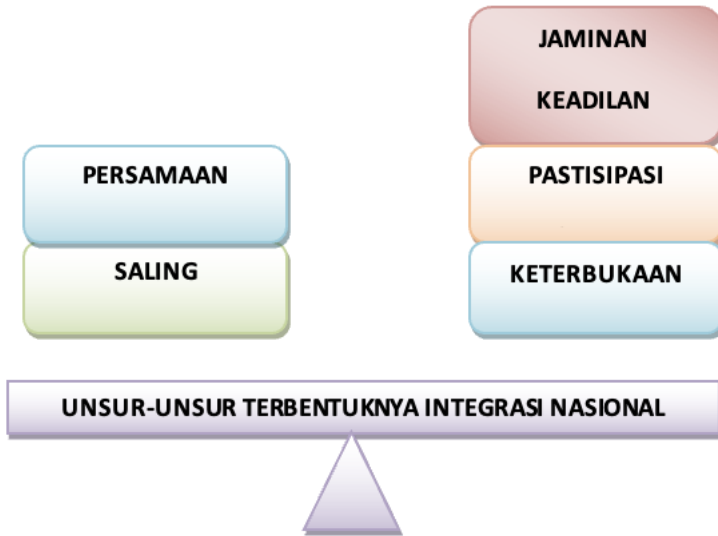 JAMINAN
KEADILAN
PERSAMAAN
PASTISIPASI
SALING
KETERBUKAAN
UNSUR-UNSUR TERBENTUKNYA INTEGRASI NASIONAL